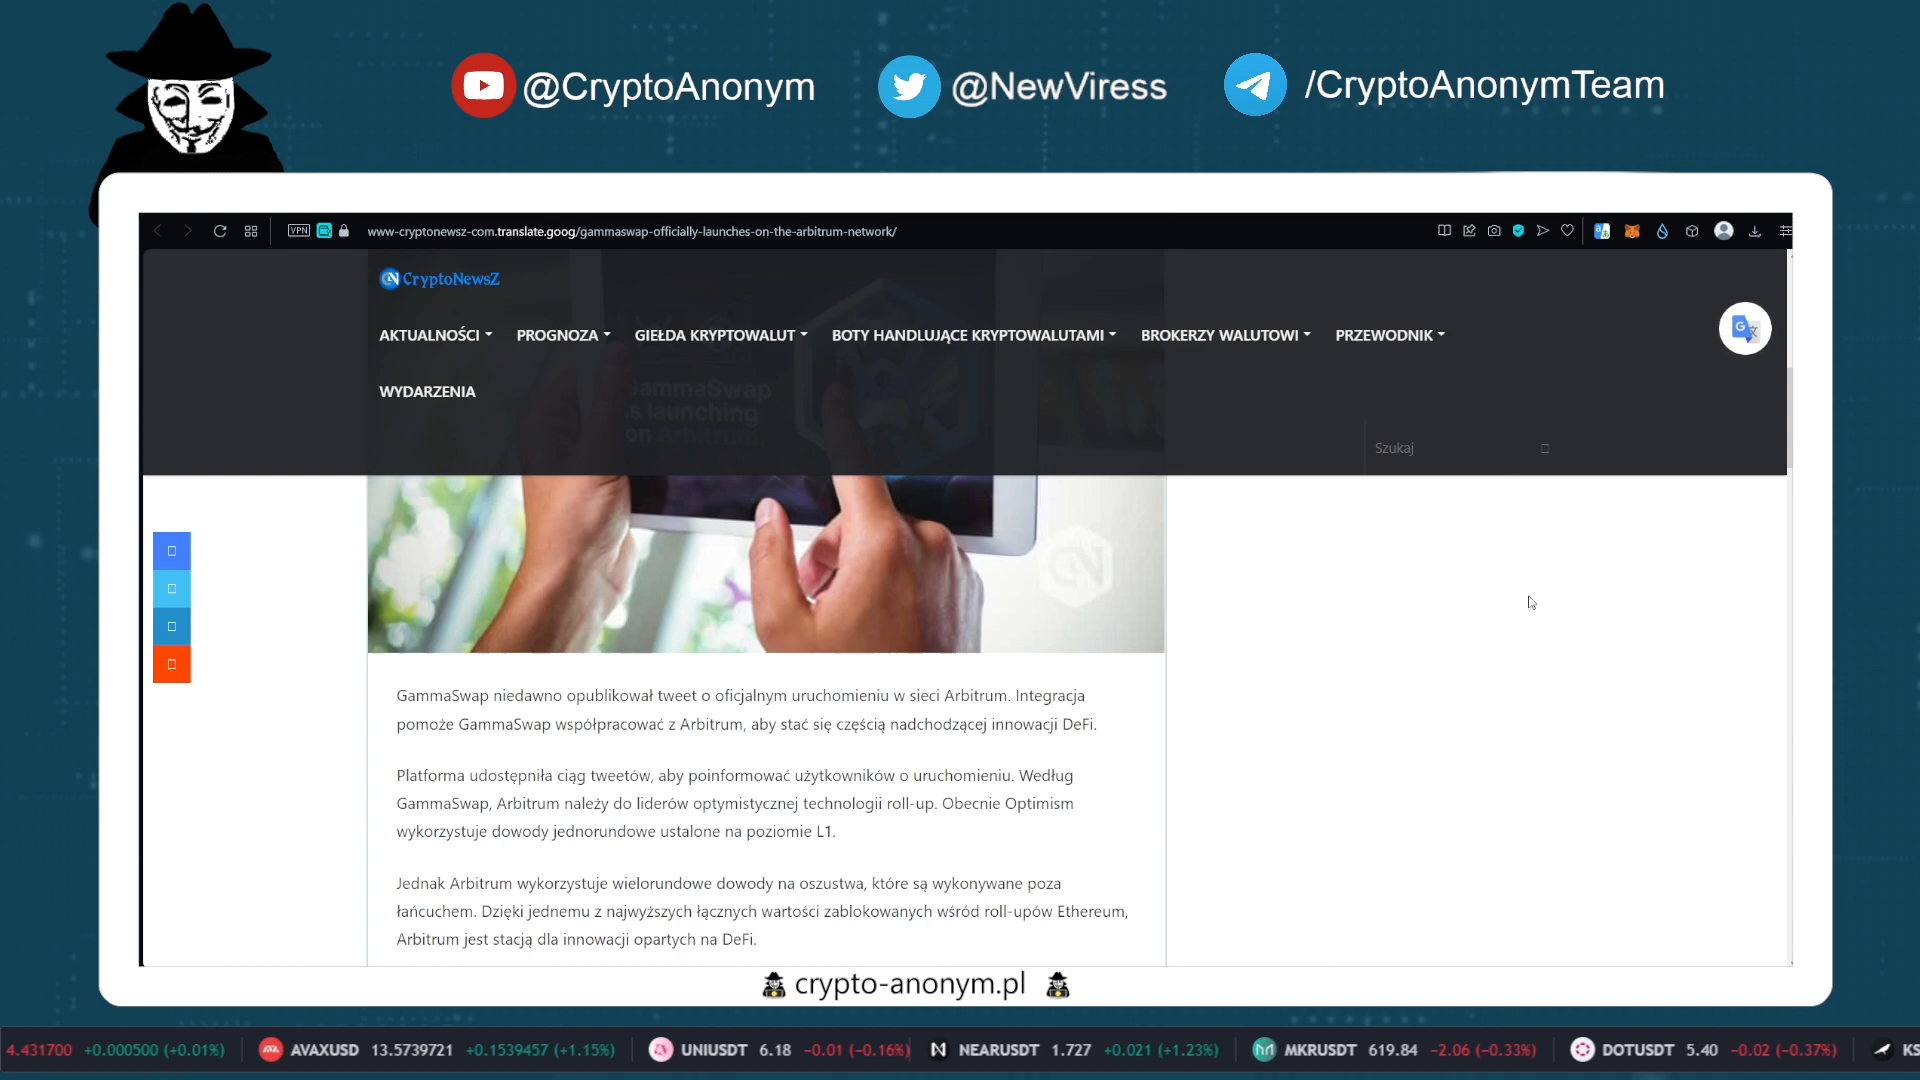 @CryptoAnonym
@NewViress
/CryptoAnonymTeam
VPN
www-cryptonewsz-com.translate.goog/gammaswap-officially-launches-on-the-arbitrum-network/
CryptoNewsZ
AKTUALNOŚCI
PROGNOZA
GIEŁDA KRYPTOWALUT
BOTY HANDLUJĄCE KRYPTOWALUTAMI
BROKERZY WALUTOWI
PRZEWODNIK
WYDARZENIA
GammaSwap
is launching
on Arbitrum.
Szukaj
GammaSwap niedawno opublikował tweet o oficjalnym uruchomieniu w sieci Arbitrum. Integracja
pomoże GammaSwap współpracować z Arbitrum, aby stać się częścią nadchodzącej innowacji DeFi.
Platforma udostępniła ciąg tweetów, aby poinformować użytkowników o uruchomieniu. Według
GammaSwap, Arbitrum należy do liderów optymistycznej technologii roll-up. Obecnie Optimism
wykorzystuje dowody jednorundowe ustalone na poziomie L1.
Jednak Arbitrum wykorzystuje wielorundowe dowody na oszustwa, które są wykonywane poza
łańcuchem. Dzięki jednemu z najwyższych łącznych wartości zablokowanych wśród roll-upów Ethereum,
Arbitrum jest stacją dla innowacji opartych na DeFi.
crypto-anonym.pl
4.431700 +0.000500 (+0.01%)
AVAXUSD 13.5739721 +0.1539457 (+1.15%)
UNIUSDT 6.18 −0.01 (−0.16%)
NEARUSDT 1.727 +0.021 (+1.23%)
MKRUSDT 619.84 −2.06 (−0.33%)
DOTUSDT 5.40 −0.02 (−0.37%)
KS